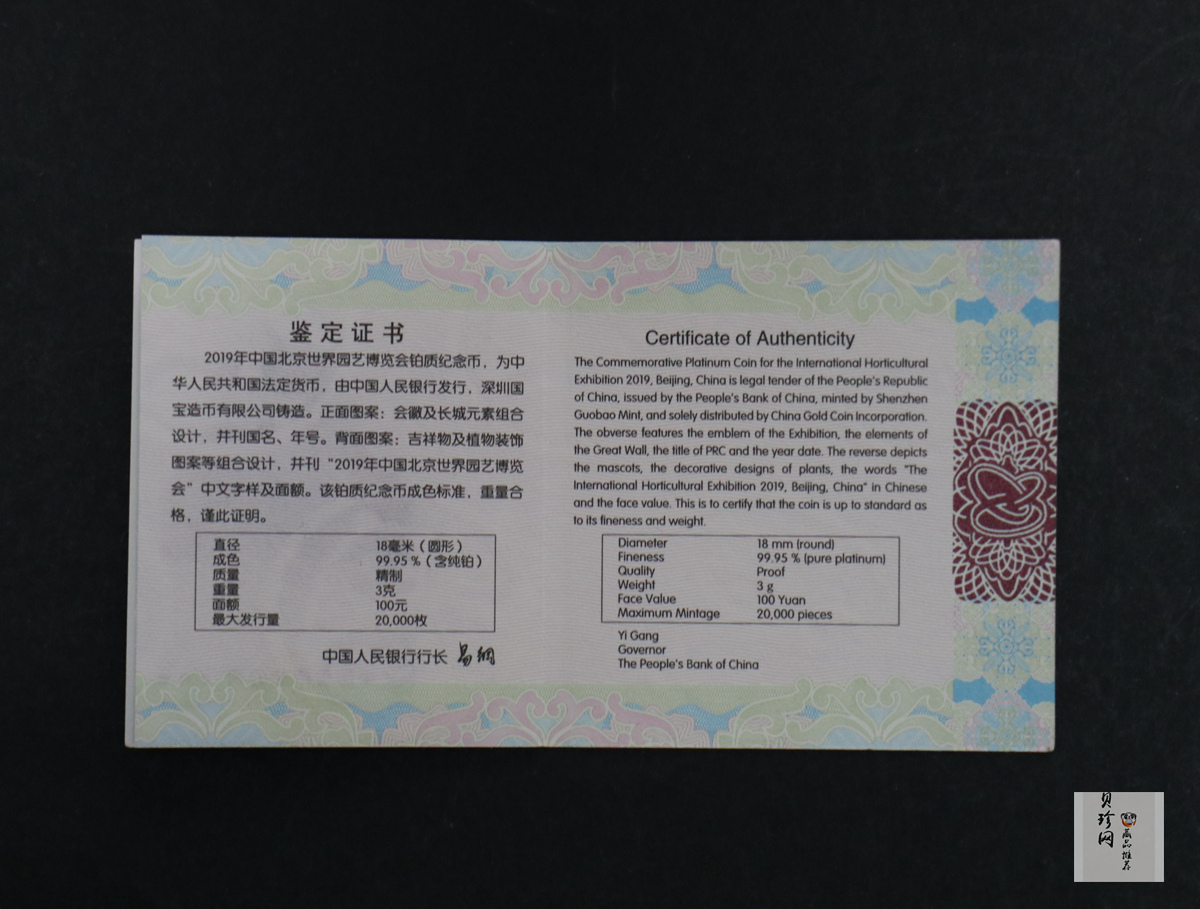 鉴定证书
2019年中国北京世界园艺博览会铂质纪念币，为中
华人民共和国法定货币，由中国人民银行发行，深圳国
宝造币有限公司铸造。正面图案：会徽及长城元素组合
设计，并刊国名、年号。背面图案：吉祥物及植物装饰
图案等组合设计，并刊“2019年中国北京世界园艺博览
会”中文字样及面额。该铂质纪念币成色标准，重量合
格，谨此证明。
直径 18毫米（圆形）
成色 99.95 %（含纯铂）
质量 精制
重量 3克
面额 100元
最大发行量 20,000枚
中国人民银行行长 易纲
Certificate of Authenticity
The Commemorative Platinum Coin for the International Horticultural
Exhibition 2019, Beijing, China is legal tender of the People's Republic
of China, issued by the People's Bank of China, minted by Shenzhen
Guobao Mint, and solely distributed by China Gold Coin Incorporation.
The obverse features the emblem of the Exhibition, the elements of
the Great Wall, the title of PRC and the year date. The reverse depicts
the mascots, the decorative designs of plants, the words "The
International Horticultural Exhibition 2019, Beijing, China" in Chinese
and the face value. This is to certify that the coin is up to standard as
to its fineness and weight.
Diameter 18 mm (round)
Fineness 99.95 % (pure platinum)
Quality Proof
Weight 3 g
Face Value 100 Yuan
Maximum Mintage 20,000 pieces
Yi Gang
Governor
The People's Bank of China
贝珍网
藏品推荐